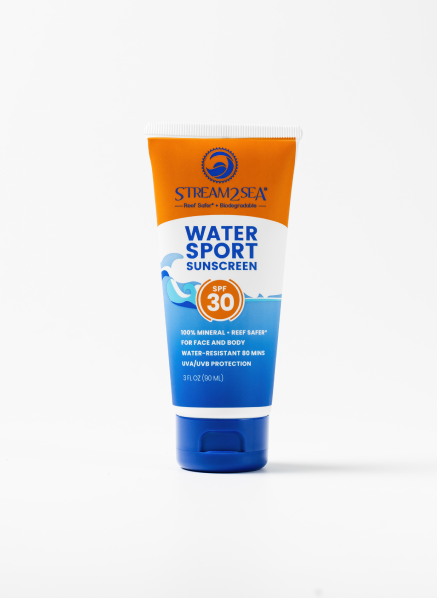 STREAM2SEA®
Reef Safe* • Biodegradable
WATER
SPORT
SUNSCREEN
SPF
30
100% MINERAL • REEF SAFER*
FOR FACE AND BODY
WATER-RESISTANT 80 MINS
UVA/UVB PROTECTION
3 FL OZ (90 ML)